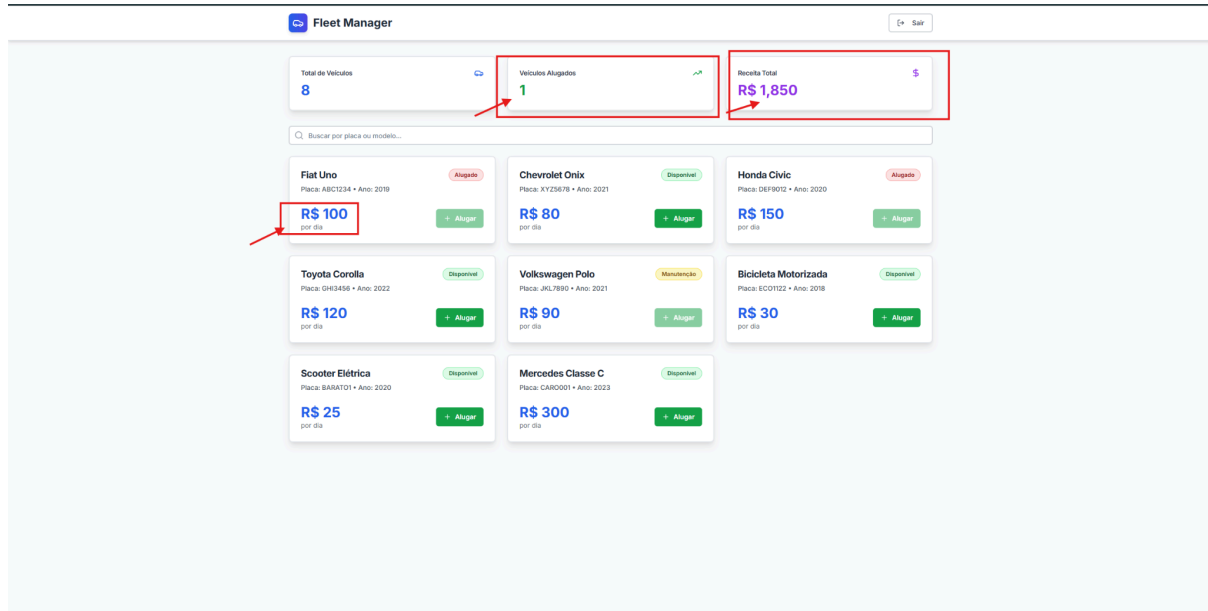 Fleet Manager
Sair
Total de Veículos
8
Veículos Alugados
1
Receita Total
R$ 1,850
Buscar por placa ou modelo...
Fiat Uno
Alugado
Placa: ABC1234 • Ano: 2019
R$ 100
por dia
+ Alugar
Chevrolet Onix
Disponível
Placa: XYZ5678 • Ano: 2021
R$ 80
por dia
+ Alugar
Honda Civic
Alugado
Placa: DEF9012 • Ano: 2020
R$ 150
por dia
+ Alugar
Toyota Corolla
Disponível
Placa: GHI3456 • Ano: 2022
R$ 120
por dia
+ Alugar
Volkswagen Polo
Manutenção
Placa: JKL7890 • Ano: 2021
R$ 90
por dia
+ Alugar
Bicicleta Motorizada
Disponível
Placa: ECO1122 • Ano: 2018
R$ 30
por dia
+ Alugar
Scooter Elétrica
Disponível
Placa: BARATO1 • Ano: 2020
R$ 25
por dia
+ Alugar
Mercedes Classe C
Disponível
Placa: CARO001 • Ano: 2023
R$ 300
por dia
+ Alugar